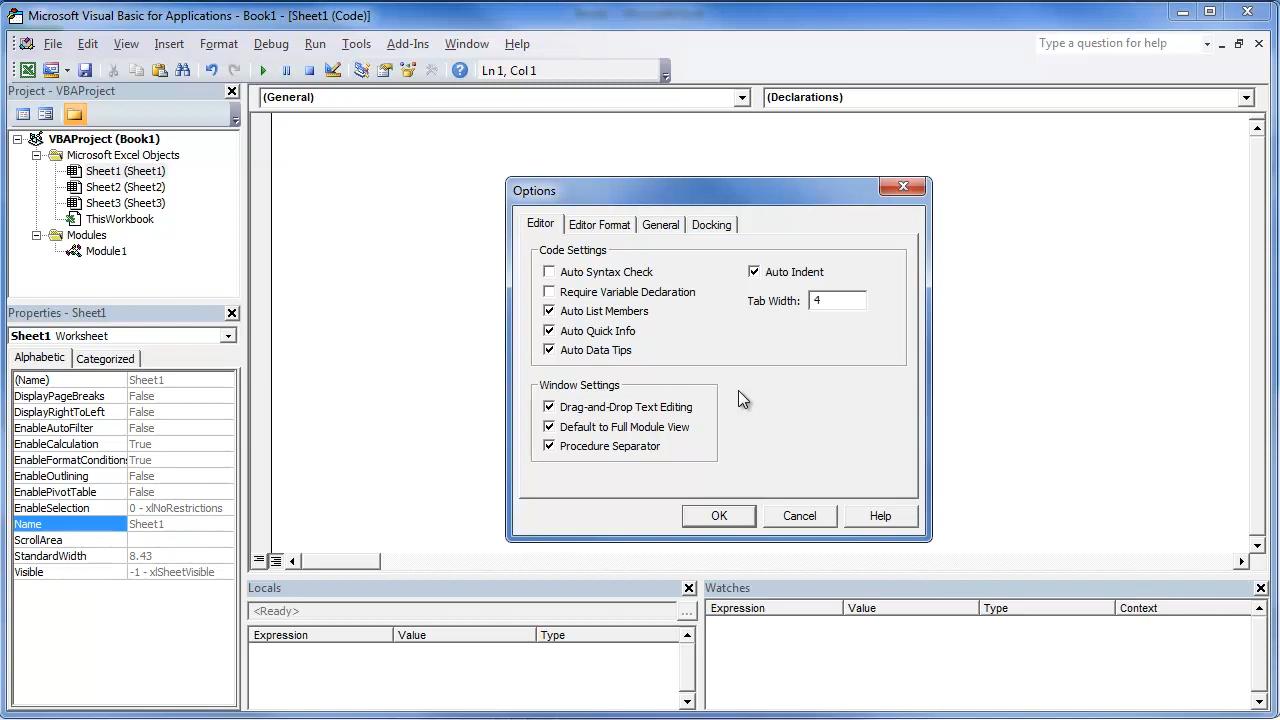 Microsoft Visual Basic for Applications - Book1 - [Sheet1 (Code)]
File Edit View Insert Format Debug Run Tools Add-Ins Window Help Type a question for help
Ln 1, Col 1
Project - VBAProject
(General) (Declarations)
VBAProject (Book1)
Microsoft Excel Objects
Sheet1 (Sheet1)
Sheet2 (Sheet2)
Sheet3 (Sheet3)
ThisWorkbook
Modules
Module1
Properties - Sheet1
Sheet1 Worksheet
Alphabetic Categorized
(Name) Sheet1
DisplayPageBreaks False
DisplayRightToLeft False
EnableAutoFilter False
EnableCalculation True
EnableFormatConditions True
EnableOutlining False
EnablePivotTable False
EnableSelection 0 - xlNoRestrictions
Name Sheet1
ScrollArea
StandardWidth 8.43
Visible -1 - xlSheetVisible
Options
Editor Editor Format General Docking
Code Settings
Auto Syntax Check Auto Indent
Require Variable Declaration Tab Width: 4
Auto List Members
Auto Quick Info
Auto Data Tips
Window Settings
Drag-and-Drop Text Editing
Default to Full Module View
Procedure Separator
OK Cancel Help
Locals
<Ready> ...
Expression Value Type
Watches
Expression Value Type Context